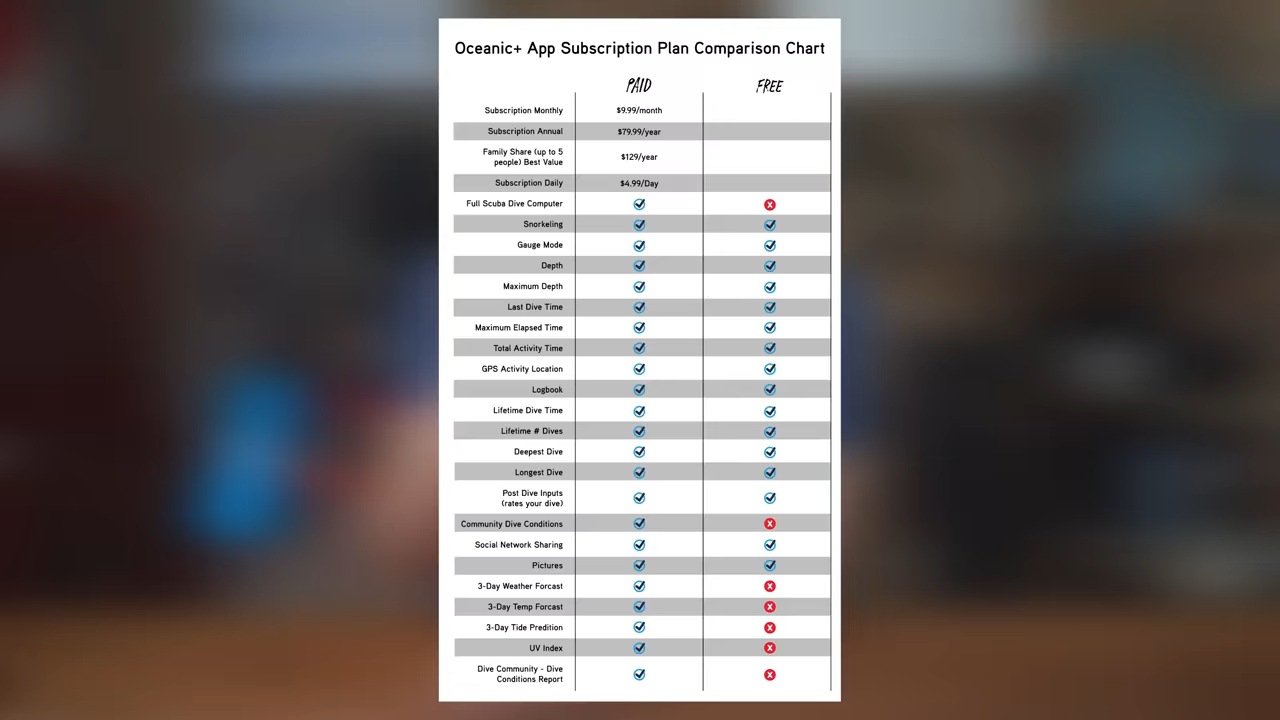 Oceanic+ App Subscription Plan Comparison Chart
PAID FREE
Subscription Monthly $9.99/month
Subscription Annual $79.99/year
Family Share (up to 5
people) Best Value $129/year
Subscription Daily $4.99/Day
Full Scuba Dive Computer
Snorkeling
Gauge Mode
Depth
Maximum Depth
Last Dive Time
Maximum Elapsed Time
Total Activity Time
GPS Activity Location
Logbook
Lifetime Dive Time
Lifetime # Dives
Deepest Dive
Longest Dive
Post Dive Inputs
(rates your dive)
Community Dive Conditions
Social Network Sharing
Pictures
3-Day Weather Forcast
3-Day Temp Forcast
3-Day Tide Predition
UV Index
Dive Community - Dive
Conditions Report